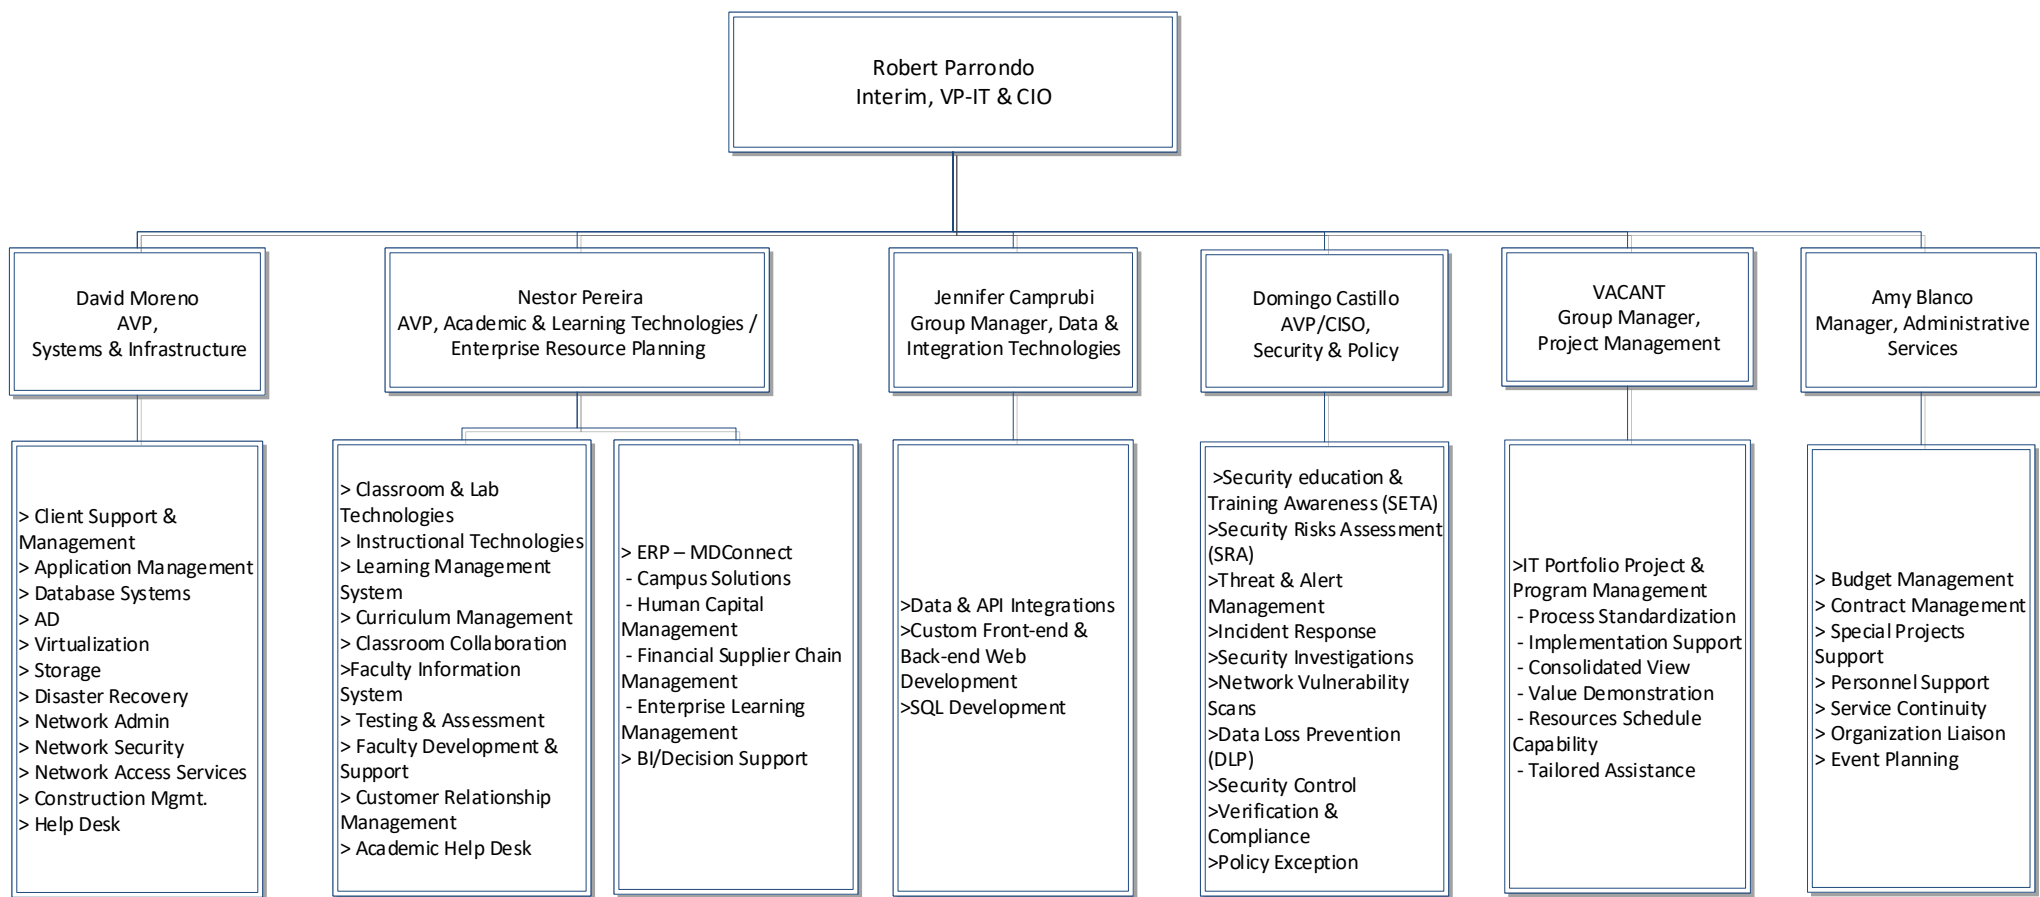 Robert Parrondo
Interim, VP-IT & CIO
David Moreno
AVP,
Systems & Infrastructure
Nestor Pereira
AVP, Academic & Learning Technologies /
Enterprise Resource Planning
Jennifer Camprubi
Group Manager, Data &
Integration Technologies
Domingo Castillo
AVP/CISO,
Security & Policy
VACANT
Group Manager,
Project Management
Amy Blanco
Manager, Administrative
Services
> Client Support &
Management
> Application Management
> Database Systems
> AD
> Virtualization
> Storage
> Disaster Recovery
> Network Admin
> Network Security
> Network Access Services
> Construction Mgmt.
> Help Desk
> Classroom & Lab
Technologies
> Instructional Technologies
> Learning Management
System
> Curriculum Management
> Classroom Collaboration
>Faculty Information
System
> Testing & Assessment
> Faculty Development &
Support
> Customer Relationship
Management
> Academic Help Desk
> ERP – MDConnect
- Campus Solutions
- Human Capital
Management
- Financial Supplier Chain
Management
- Enterprise Learning
Management
> BI/Decision Support
>Data & API Integrations
>Custom Front-end &
Back-end Web
Development
>SQL Development
>Security education &
Training Awareness (SETA)
>Security Risks Assessment
(SRA)
>Threat & Alert
Management
>Incident Response
>Security Investigations
>Network Vulnerability
Scans
>Data Loss Prevention
(DLP)
>Security Control
>Verification &
Compliance
>Policy Exception
>IT Portfolio Project &
Program Management
- Process Standardization
- Implementation Support
- Consolidated View
- Value Demonstration
- Resources Schedule
Capability
- Tailored Assistance
> Budget Management
> Contract Management
> Special Projects
Support
> Personnel Support
> Service Continuity
> Organization Liaison
> Event Planning